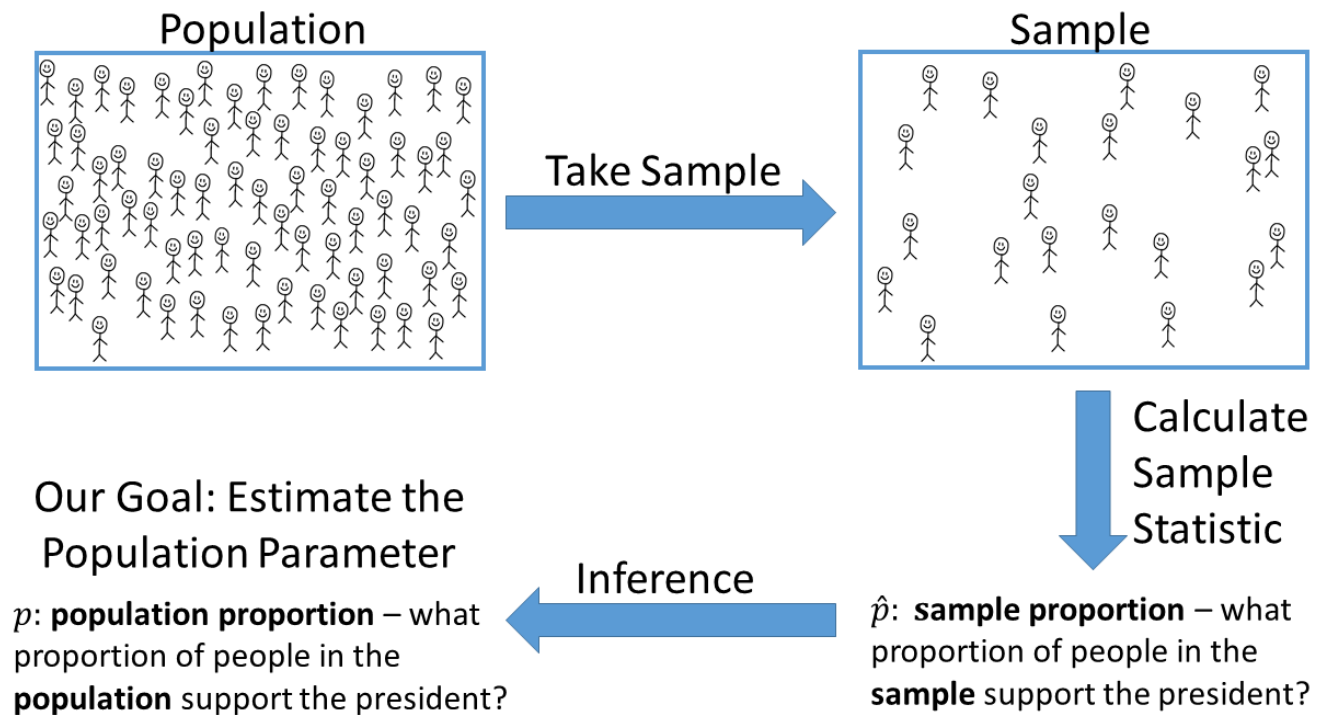 Population
Sample
Take Sample
Calculate
Sample
Statistic
Our Goal: Estimate the
Population Parameter
Inference
p: population proportion – what
proportion of people in the
population support the president?
p̂: sample proportion – what
proportion of people in the
sample support the president?